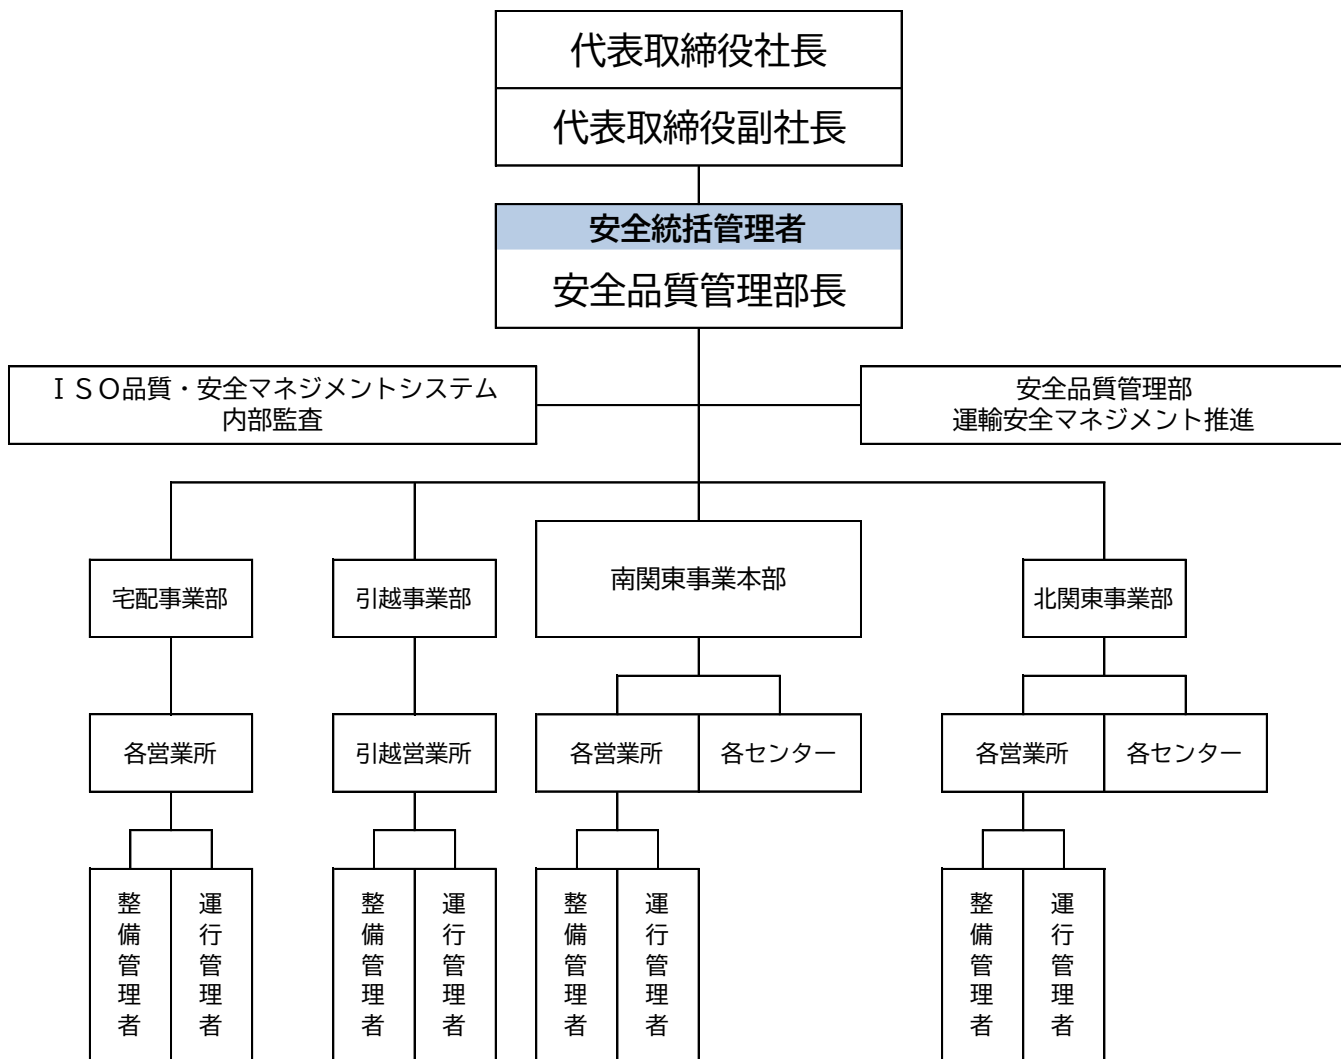 代表取締役社長
代表取締役副社長
安全統括管理者
安全品質管理部長
ＩＳＯ品質・安全マネジメントシステム
内部監査
安全品質管理部
運輸安全マネジメント推進
宅配事業部
引越事業部
南関東事業本部
北関東事業部
各営業所
引越営業所
各営業所
各センター
各営業所
各センター
整備管理者
運行管理者
整備管理者
運行管理者
整備管理者
運行管理者
整備管理者
運行管理者